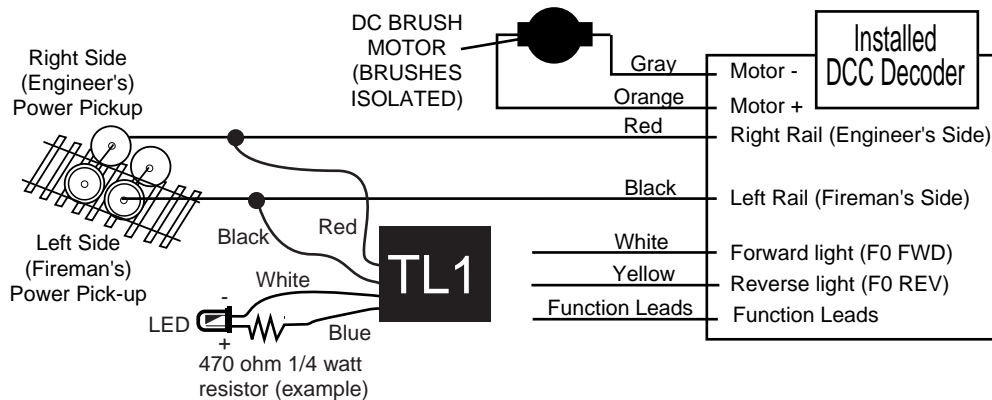 DC BRUSH
MOTOR
(BRUSHES
ISOLATED)
Installed
DCC Decoder
Right Side
(Engineer's)
Power Pickup
Gray
Motor -
Orange
Motor +
Red
Right Rail (Engineer's Side)
Black
Left Rail (Fireman's Side)
Left Side
(Fireman's)
Power Pick-up
Black
Red
TL1
White
Forward light (F0 FWD)
Yellow
Reverse light (F0 REV)
Function Leads
Function Leads
White
-
LED
+
Blue
470 ohm 1/4 watt
resistor (example)